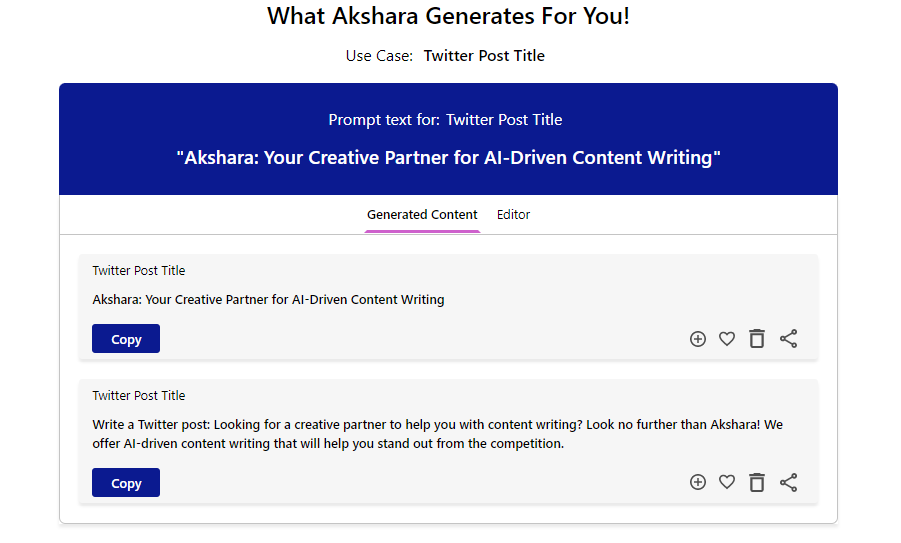 What Akshara Generates For You!
Use Case: Twitter Post Title
Prompt text for: Twitter Post Title
"Akshara: Your Creative Partner for AI-Driven Content Writing"
Generated Content Editor
Twitter Post Title
Akshara: Your Creative Partner for AI-Driven Content Writing
Copy
Twitter Post Title
Write a Twitter post: Looking for a creative partner to help you with content writing? Look no further than Akshara! We
offer AI-driven content writing that will help you stand out from the competition.
Copy